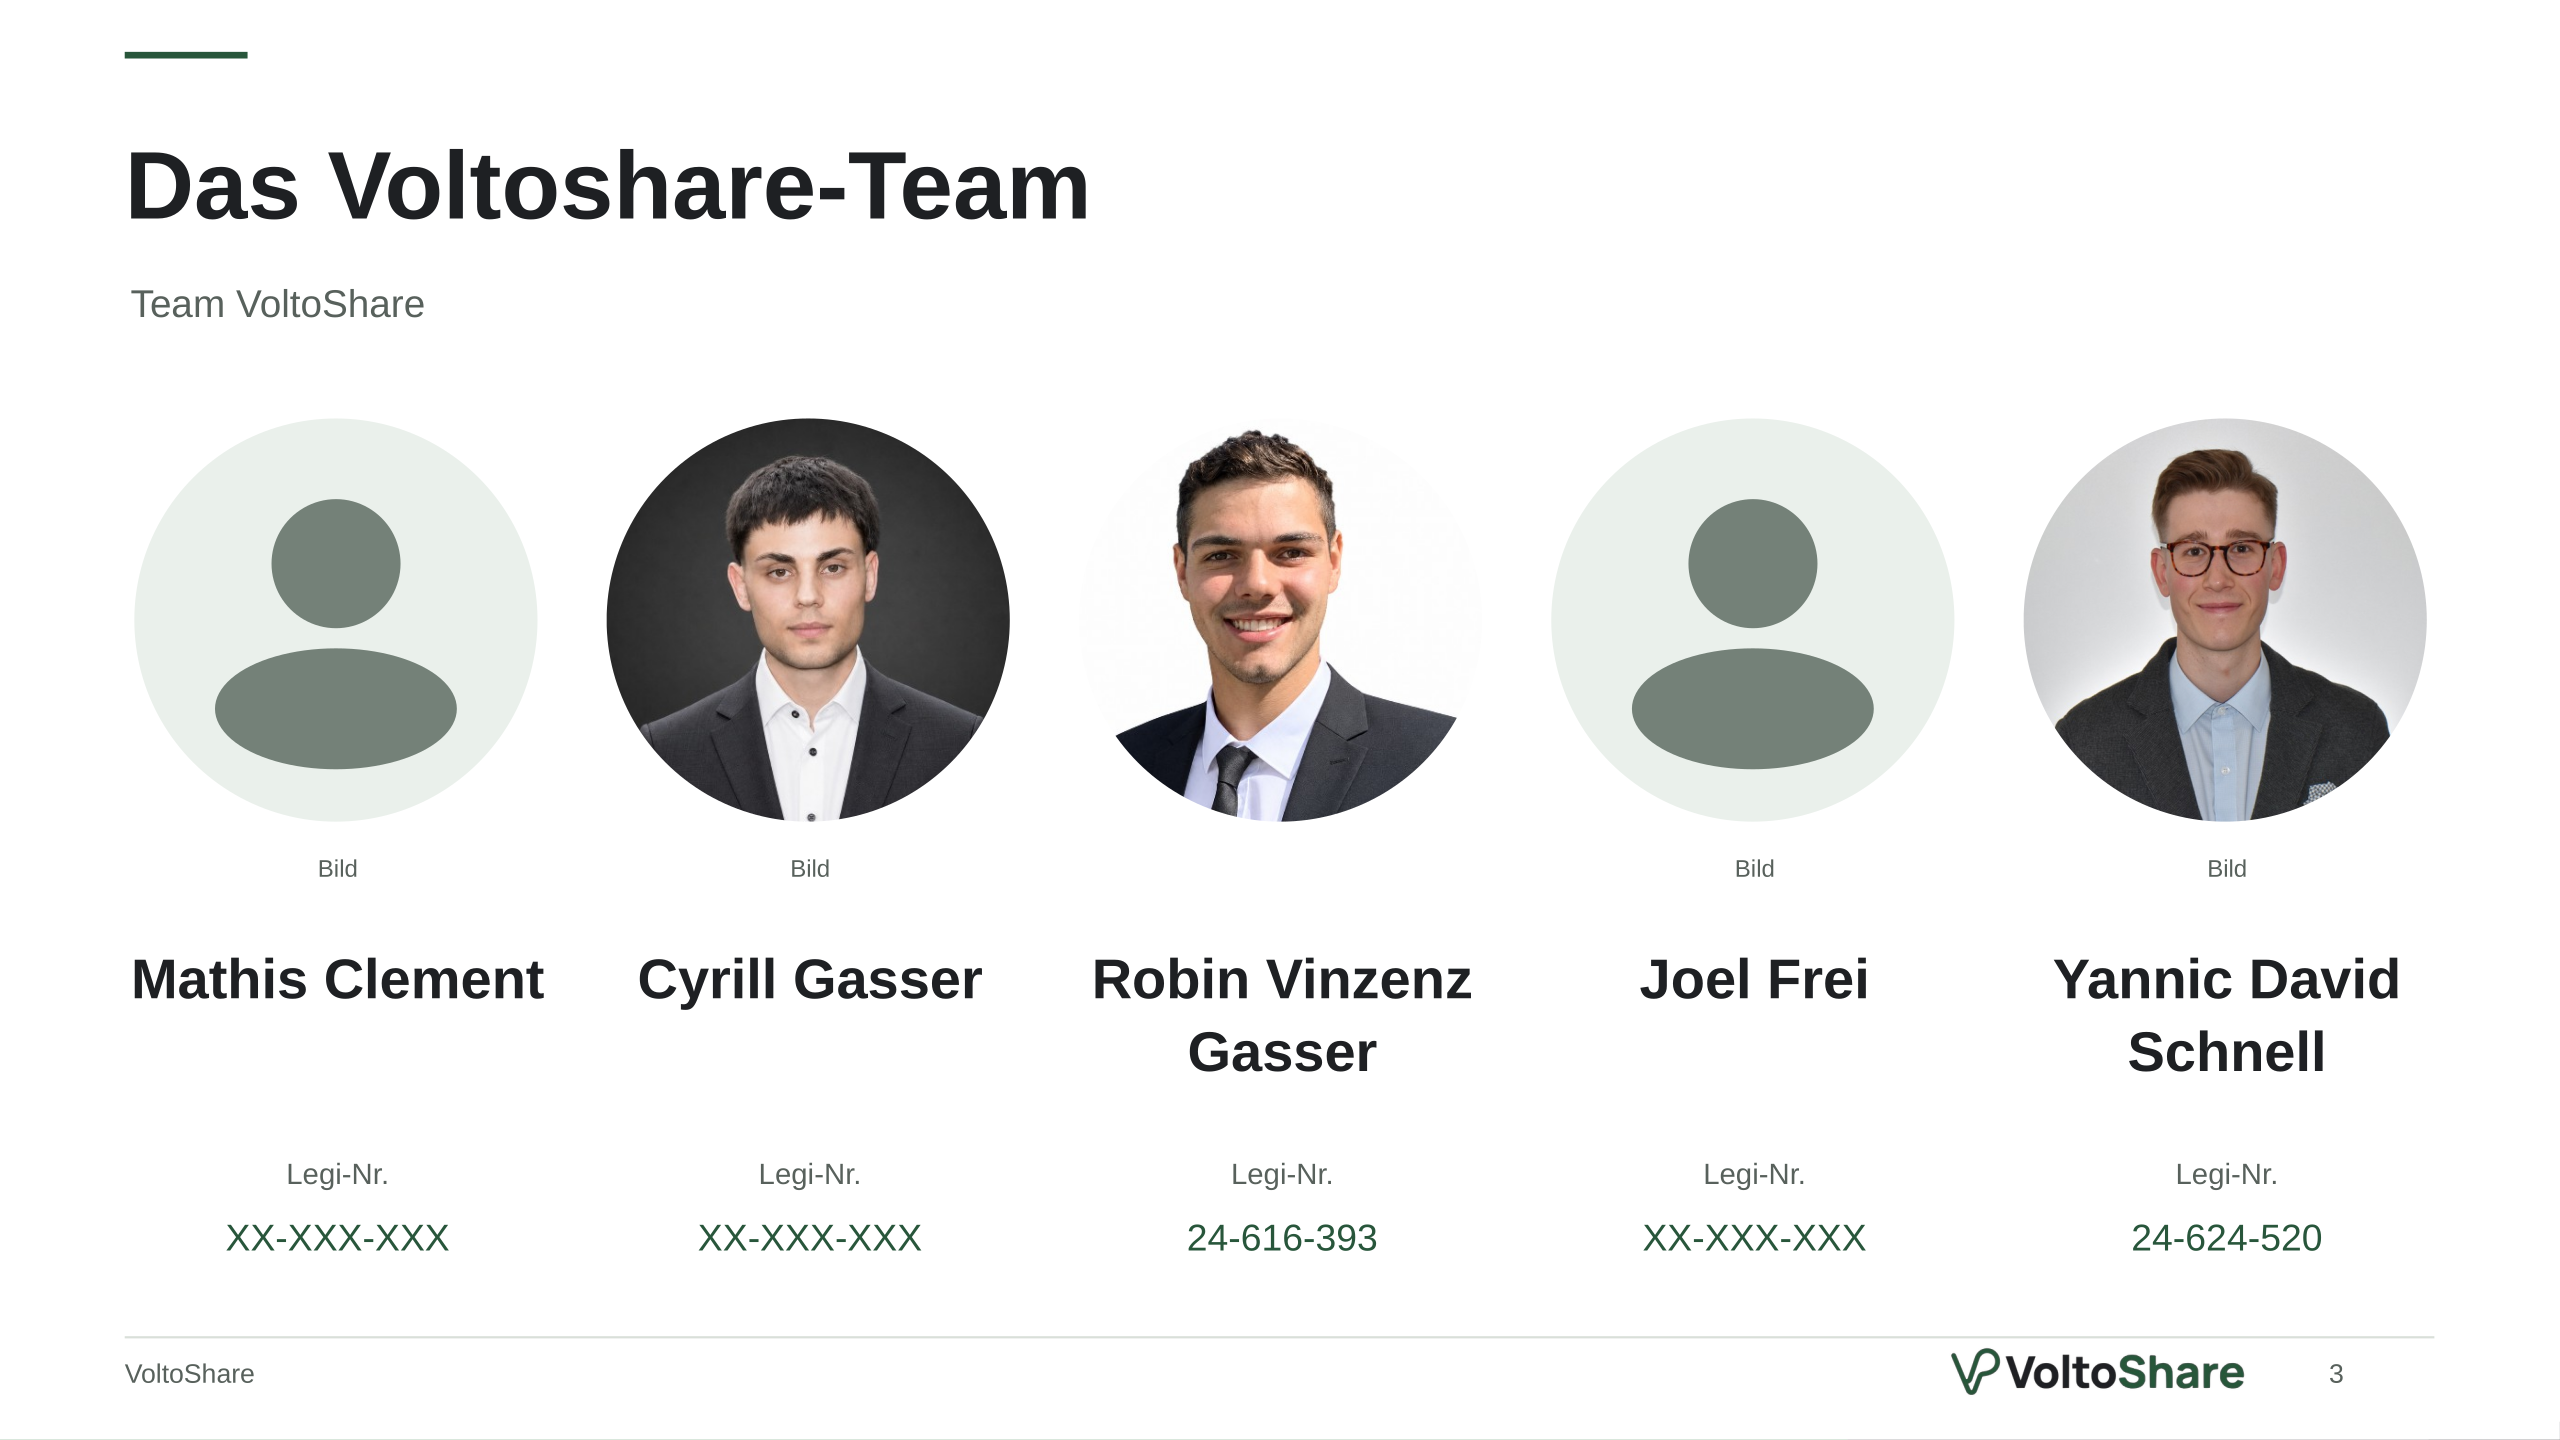 Das Voltoshare-Team
Team VoltoShare
Bild
Bild
Bild
Bild
Mathis Clement
Cyrill Gasser
Robin Vinzenz
Gasser
Joel Frei
Yannic David
Schnell
Legi-Nr.
Legi-Nr.
Legi-Nr.
Legi-Nr.
Legi-Nr.
XX-XXX-XXX
XX-XXX-XXX
24-616-393
XX-XXX-XXX
24-624-520
VoltoShare
VoltoShare
3